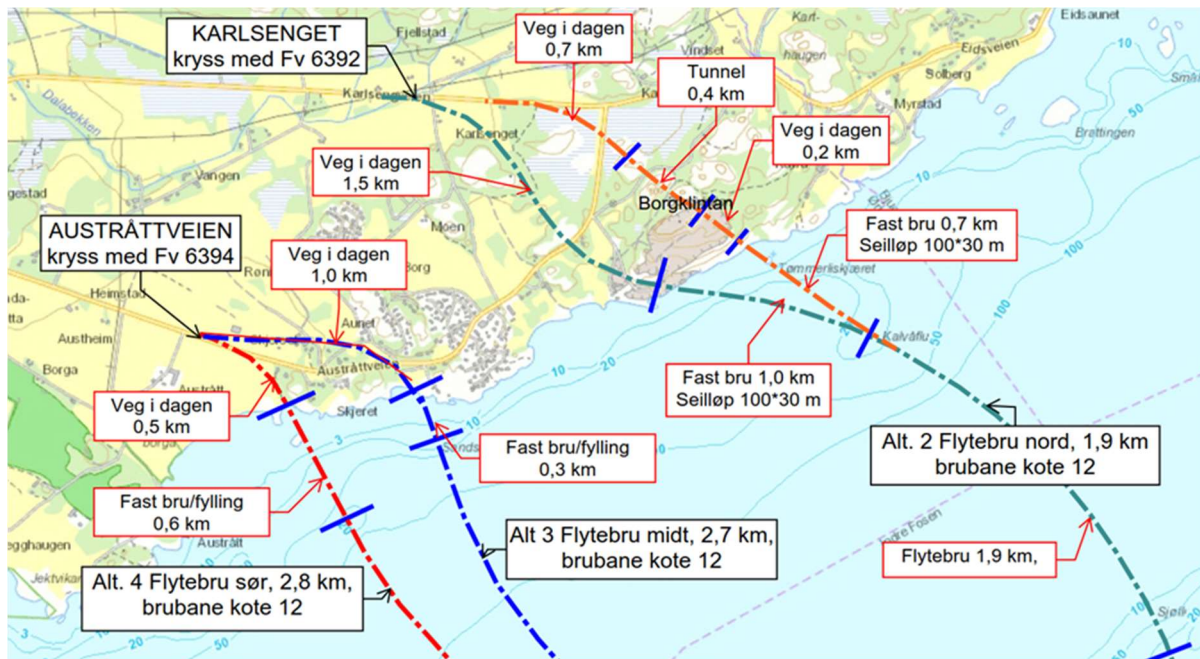 Fjellstad
Eidsaunet
KARLSENGET
kryss med Fv 6392
Veg i dagen
0,7 km
Vindset
haugen
Eidsveien
Solberg
Tunnel
0,4 km
Myrstad
Dalabekken
Karlsenget
Veg i dagen
0,2 km
Brattingen
Veg i dagen
1,5 km
Vangen
Borgklintan
AUSTRÅTTVEIEN
kryss med Fv 6394
Moen
Borg
Fast bru 0,7 km
Seilløp 100*30 m
Veg i dagen
1,0 km
Tømmerliskjæret
Heimstad
Aunet
Austheim
Kalvåflu
Austråttveien
Borga
Austrått
Skjeret
Veg i dagen
0,5 km
Fast bru 1,0 km
Seilløp 100*30 m
Alt. 2 Flytebru nord, 1,9 km
brubane kote 12
Fast bru/fylling
0,3 km
Fast bru/fylling
0,6 km
Austrått
Alt 3 Flytebru midt, 2,7 km,
brubane kote 12
Flytebru 1,9 km,
Alt. 4 Flytebru sør, 2,8 km,
brubane kote 12